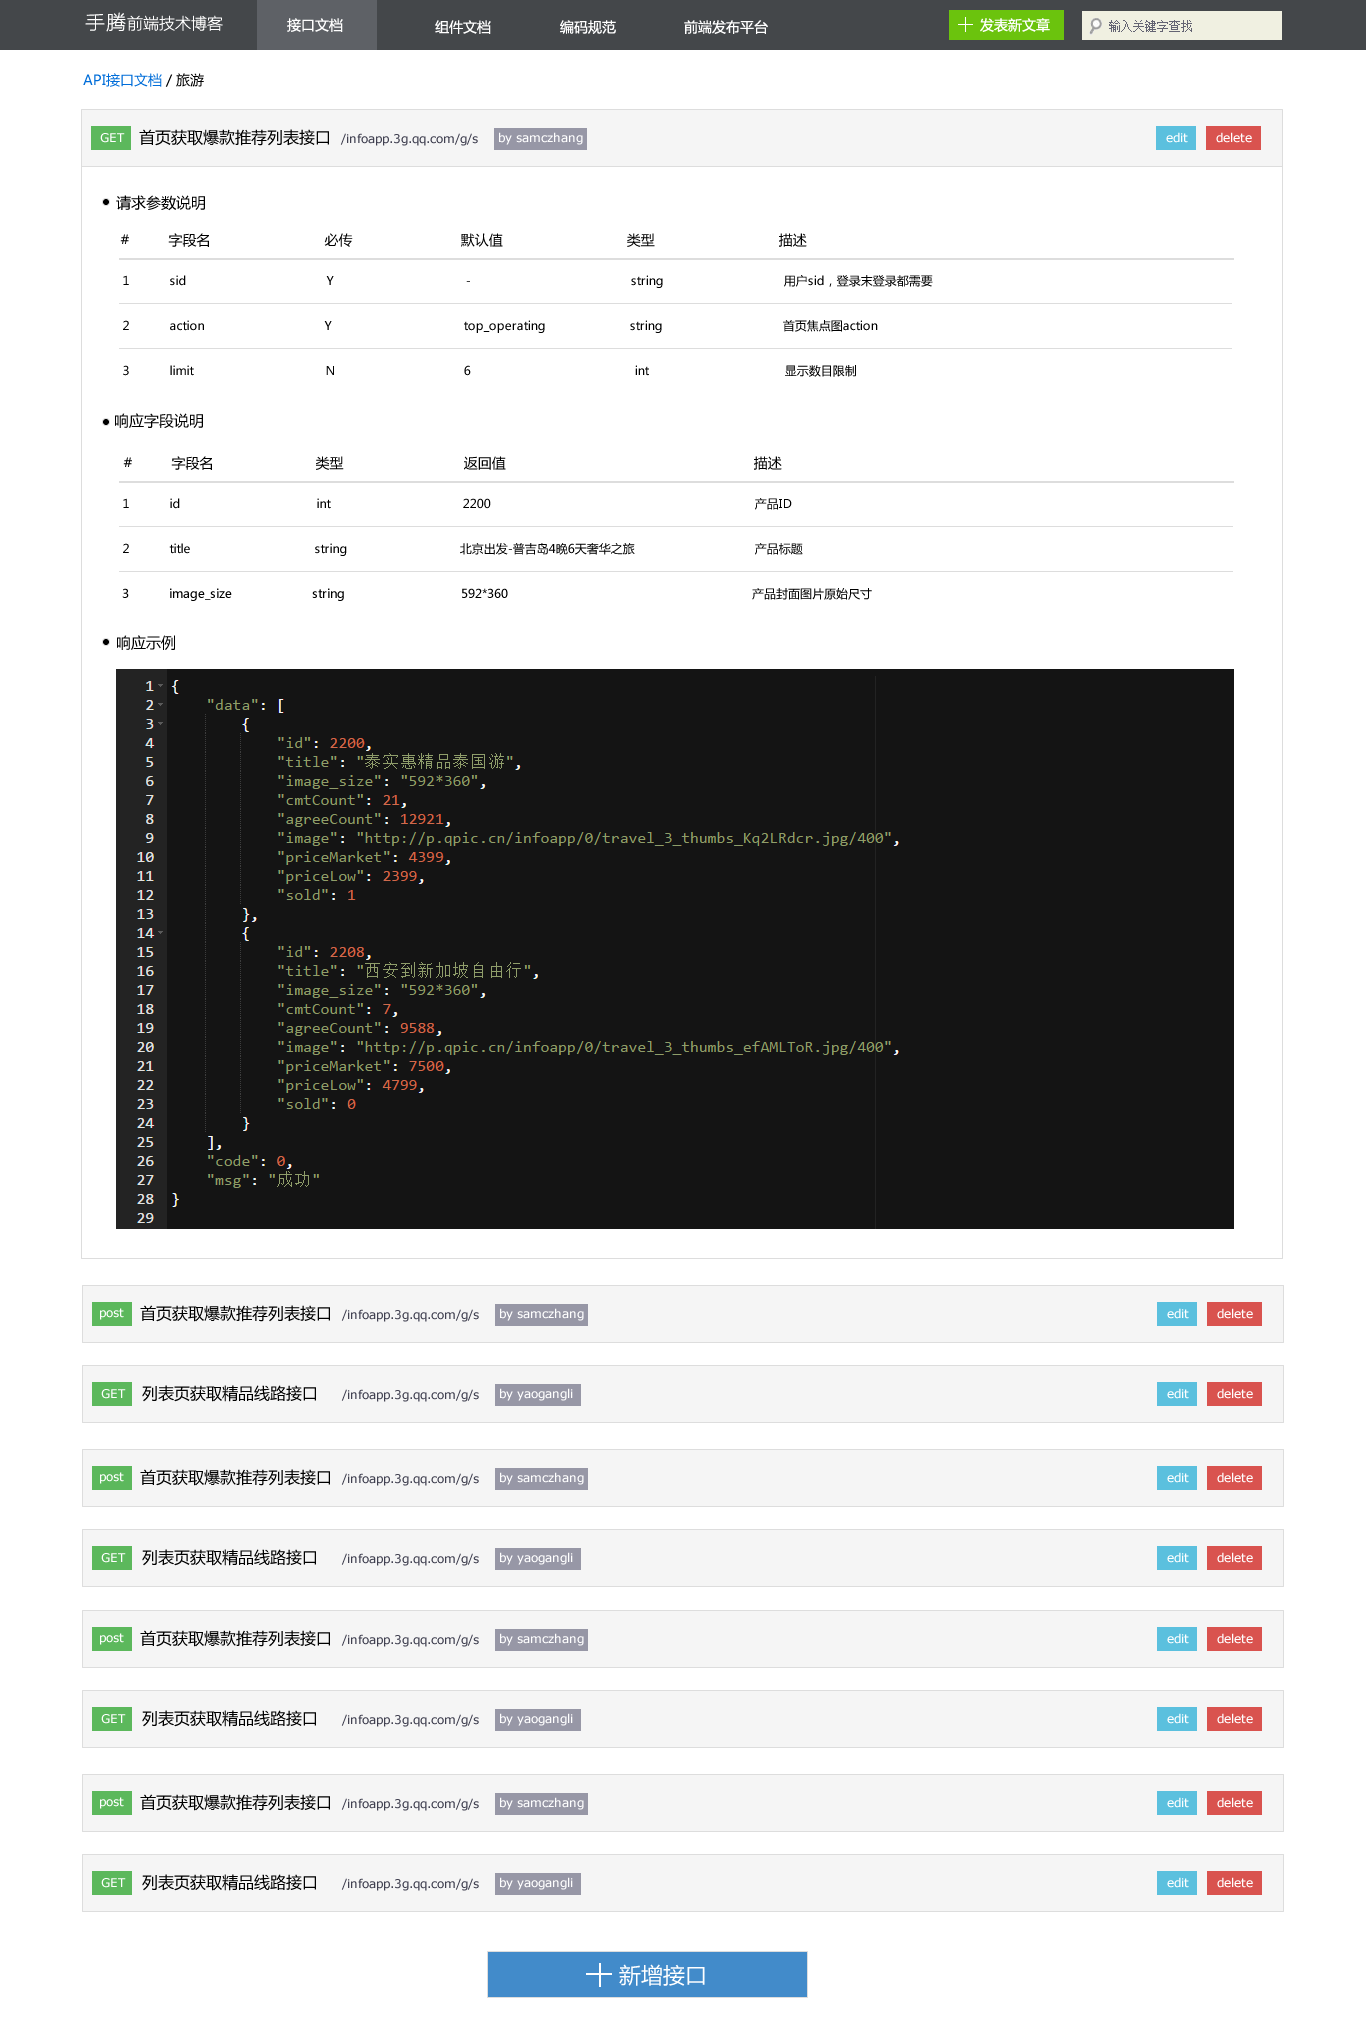 手腾前端技术博客 接口文档 组件文档 编码规范 前端发布平台 发表新文章 输入关键字查找
API接口文档 / 旅游
GET 首页获取爆款推荐列表接口 /infoapp.3g.qq.com/g/s by samczhang edit delete
• 请求参数说明
# 字段名 必传 默认值 类型 描述
1 sid Y - string 用户sid，登录末登录都需要
2 action Y top_operating string 首页焦点图action
3 limit N 6 int 显示数目限制
• 响应字段说明
# 字段名 类型 返回值 描述
1 id int 2200 产品ID
2 title string 北京出发-普吉岛4晚6天奢华之旅 产品标题
3 image_size string 592*360 产品封面图片原始尺寸
• 响应示例
1 {
2 "data": [
3 {
4 "id": 2200,
5 "title": "泰实惠精品泰国游",
6 "image_size": "592*360",
7 "cmtCount": 21,
8 "agreeCount": 12921,
9 "image": "http://p.qpic.cn/infoapp/0/travel_3_thumbs_Kq2LRdcr.jpg/400",
10 "priceMarket": 4399,
11 "priceLow": 2399,
12 "sold": 1
13 },
14 {
15 "id": 2208,
16 "title": "西安到新加坡自由行",
17 "image_size": "592*360",
18 "cmtCount": 7,
19 "agreeCount": 9588,
20 "image": "http://p.qpic.cn/infoapp/0/travel_3_thumbs_efAMLToR.jpg/400",
21 "priceMarket": 7500,
22 "priceLow": 4799,
23 "sold": 0
24 }
25 ],
26 "code": 0,
27 "msg": "成功"
28 }
29
post 首页获取爆款推荐列表接口 /infoapp.3g.qq.com/g/s by samczhang edit delete
GET 列表页获取精品线路接口 /infoapp.3g.qq.com/g/s by yaogangli edit delete
post 首页获取爆款推荐列表接口 /infoapp.3g.qq.com/g/s by samczhang edit delete
GET 列表页获取精品线路接口 /infoapp.3g.qq.com/g/s by yaogangli edit delete
post 首页获取爆款推荐列表接口 /infoapp.3g.qq.com/g/s by samczhang edit delete
GET 列表页获取精品线路接口 /infoapp.3g.qq.com/g/s by yaogangli edit delete
post 首页获取爆款推荐列表接口 /infoapp.3g.qq.com/g/s by samczhang edit delete
GET 列表页获取精品线路接口 /infoapp.3g.qq.com/g/s by yaogangli edit delete
新增接口